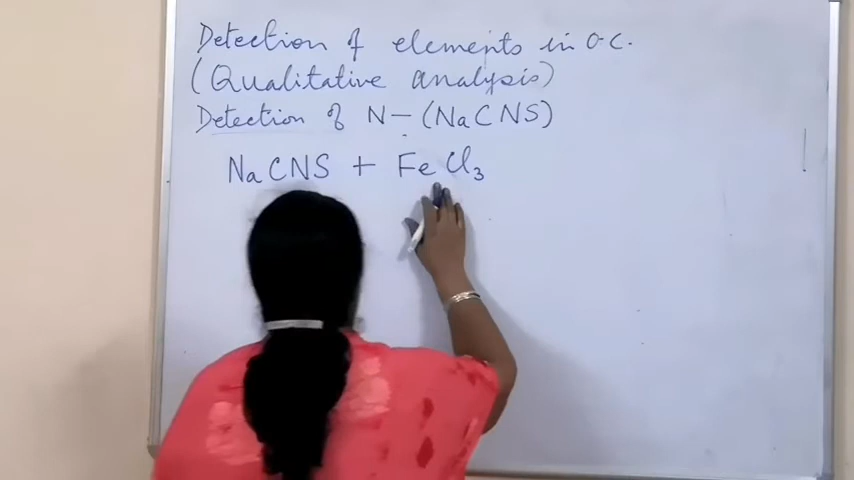 Detection of elements in O.C.
(Qualitative analysis)
Detection of N - (NaCNS)
NaCNS + FeCl₃